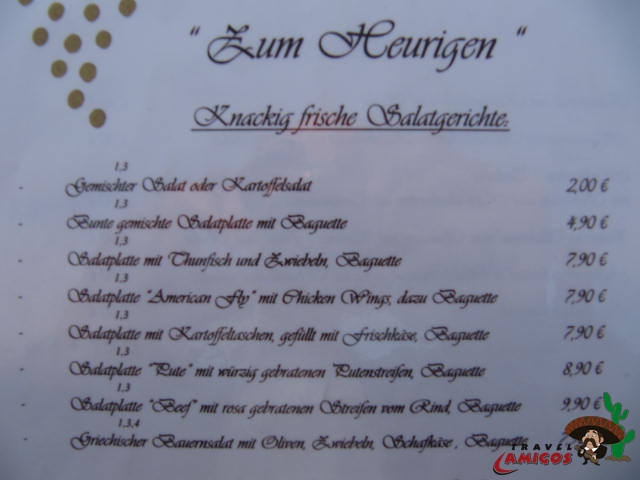 " Zum Heurigen "
Knackig frische Salatgerichte:
1,3
- Gemischter Salat oder Kartoffelsalat 2,00 €
1,3
- Bunte gemischte Salatplatte mit Baguette 4,90 €
1,3
- Salatplatte mit Thunfisch und Zwiebeln, Baguette 7,90 €
1,3
- Salatplatte "American Fly" mit Chicken Wings, dazu Baguette 7,90 €
1,3
- Salatplatte mit Kartoffeltaschen, gefüllt mit Frischkäse, Baguette 7,90 €
1,3
- Salatplatte "Pute" mit würzig gebratenen Putenstreifen, Baguette 8,90 €
1,3
- Salatplatte "Beef" mit rosa gebratenen Streifen vom Rind, Baguette 9,90 €
1,3,4
- Griechischer Bauernsalat mit Oliven, Zwiebeln, Schafkäse , Baguette
TRAVEL
AMIGOS